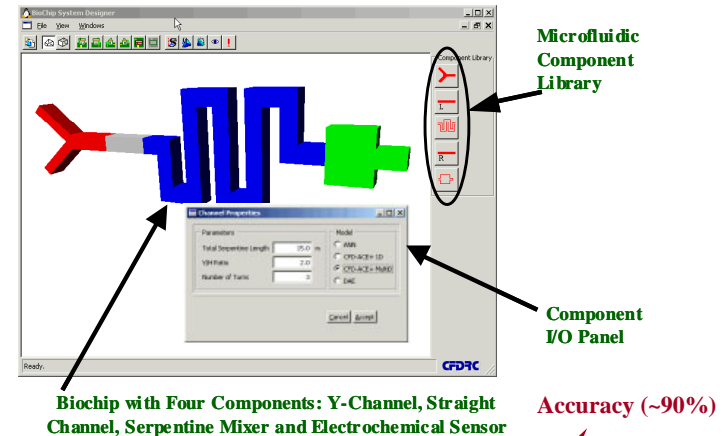 BioChip System Designer
File View Windows
Component Library
L
R
Microfluidic
Component
Library
Channel Properties
Parameters
Total Serpentine Length 15.0 m
Y/H Ratio 2.0
Number of Turns 3
Model
ANN
CFD-ACE+ 1D
CFD-ACE+ MultiD
DAE
Cancel Accept
Component
I/O Panel
Ready.
CFDRC
Biochip with Four Components: Y-Channel, Straight
Channel, Serpentine Mixer and Electrochemical Sensor
Accuracy (~90%)